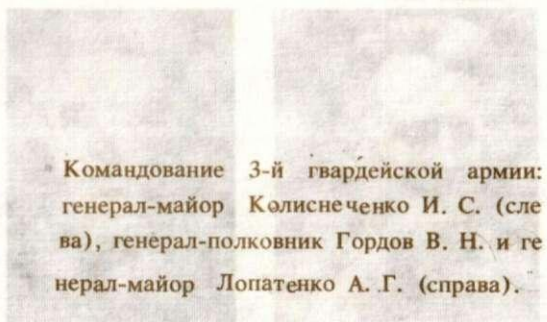 Командование 3-й гвардейской армии:
генерал-майор Колиснеченко И. С. (сле
ва), генерал-полковник Гордов В. Н. и ге
нерал-майор Лопатенко А. Г. (справа).